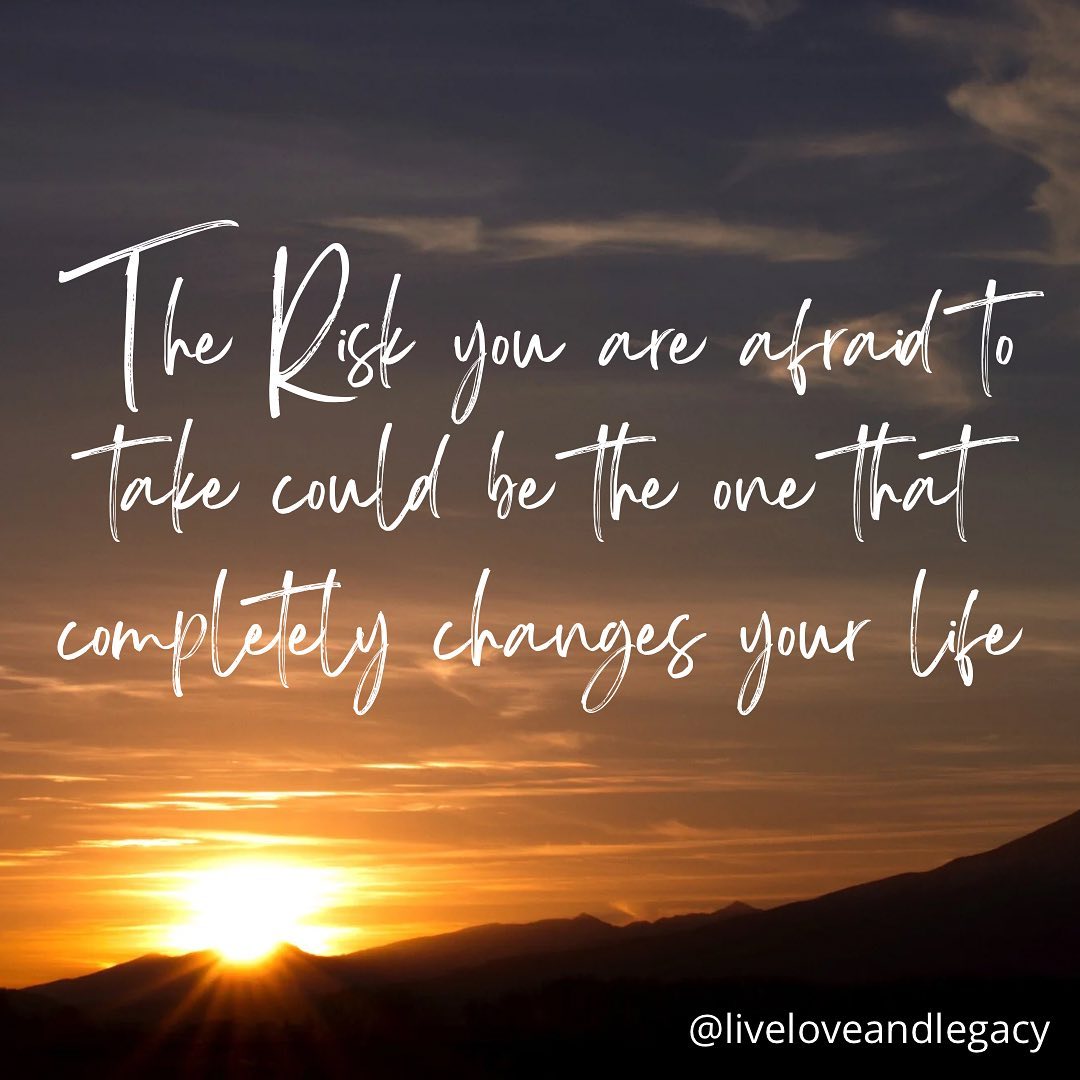 The Risk you are afraid to
take could be the one that
completely changes your life
@liveloveandlegacy